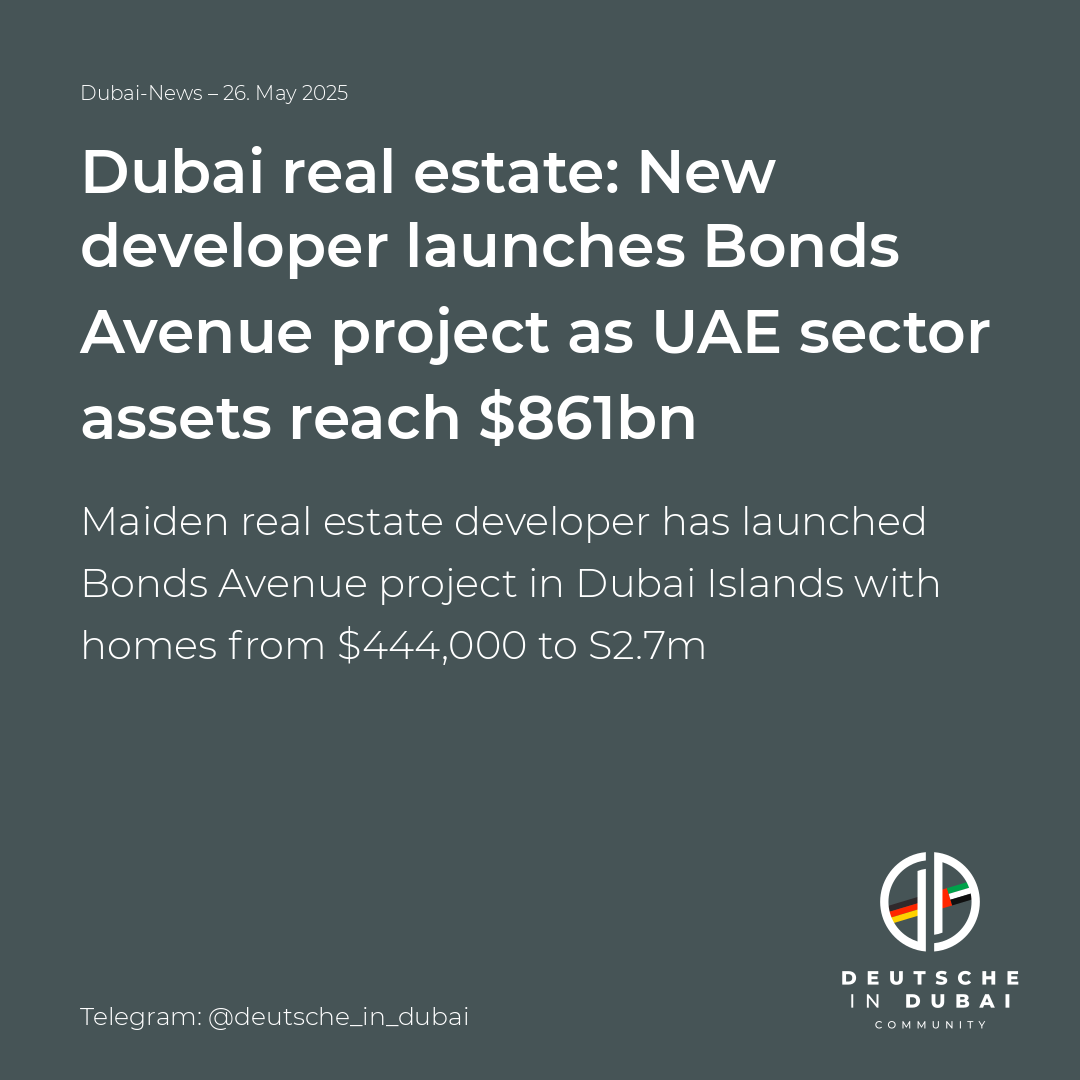 Dubai-News – 26. May 2025
Dubai real estate: New
developer launches Bonds
Avenue project as UAE sector
assets reach $861bn
Maiden real estate developer has launched
Bonds Avenue project in Dubai Islands with
homes from $444,000 to S2.7m
DEUTSCHE
IN DUBAI
COMMUNITY
Telegram: @deutsche_in_dubai